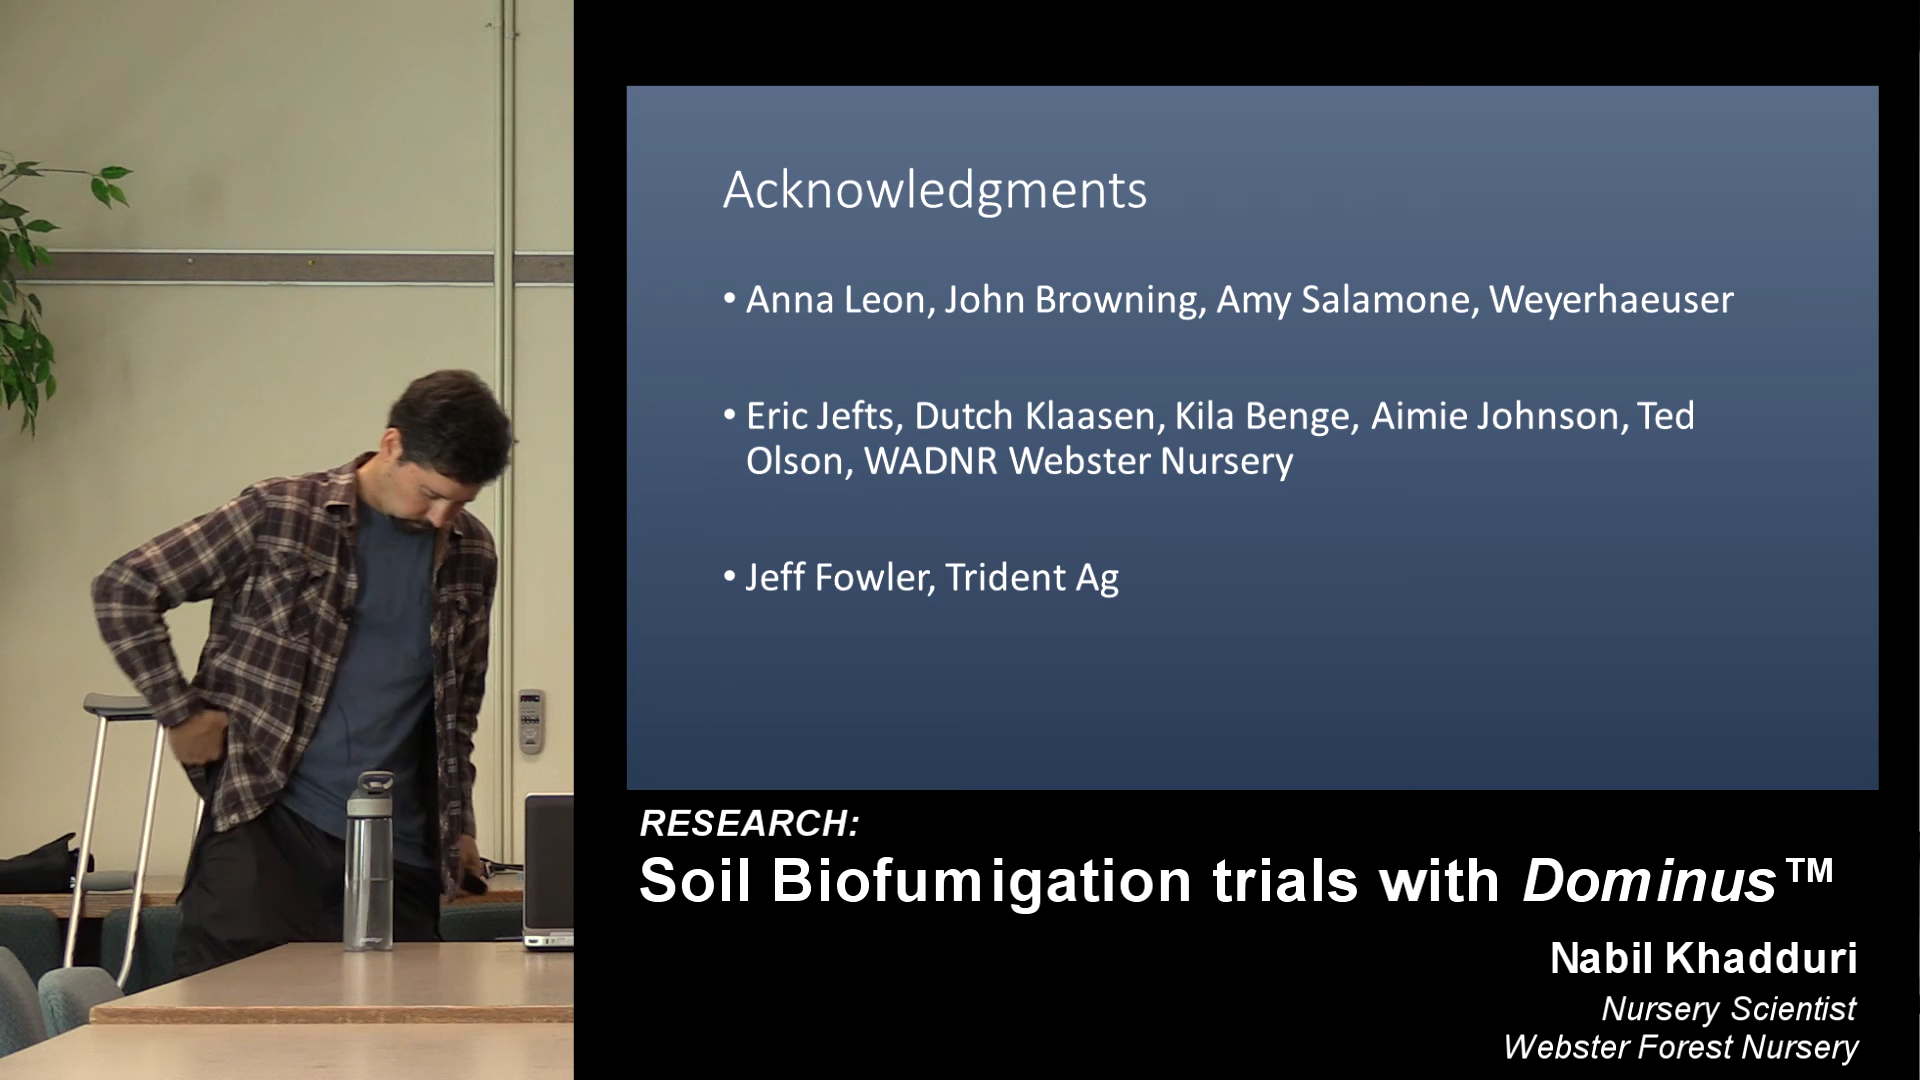 Acknowledgments
• Anna Leon, John Browning, Amy Salamone, Weyerhaeuser
• Eric Jefts, Dutch Klaasen, Kila Benge, Aimie Johnson, Ted
Olson, WADNR Webster Nursery
• Jeff Fowler, Trident Ag
RESEARCH:
Soil Biofumigation trials with Dominus™
Nabil Khadduri
Nursery Scientist
Webster Forest Nursery